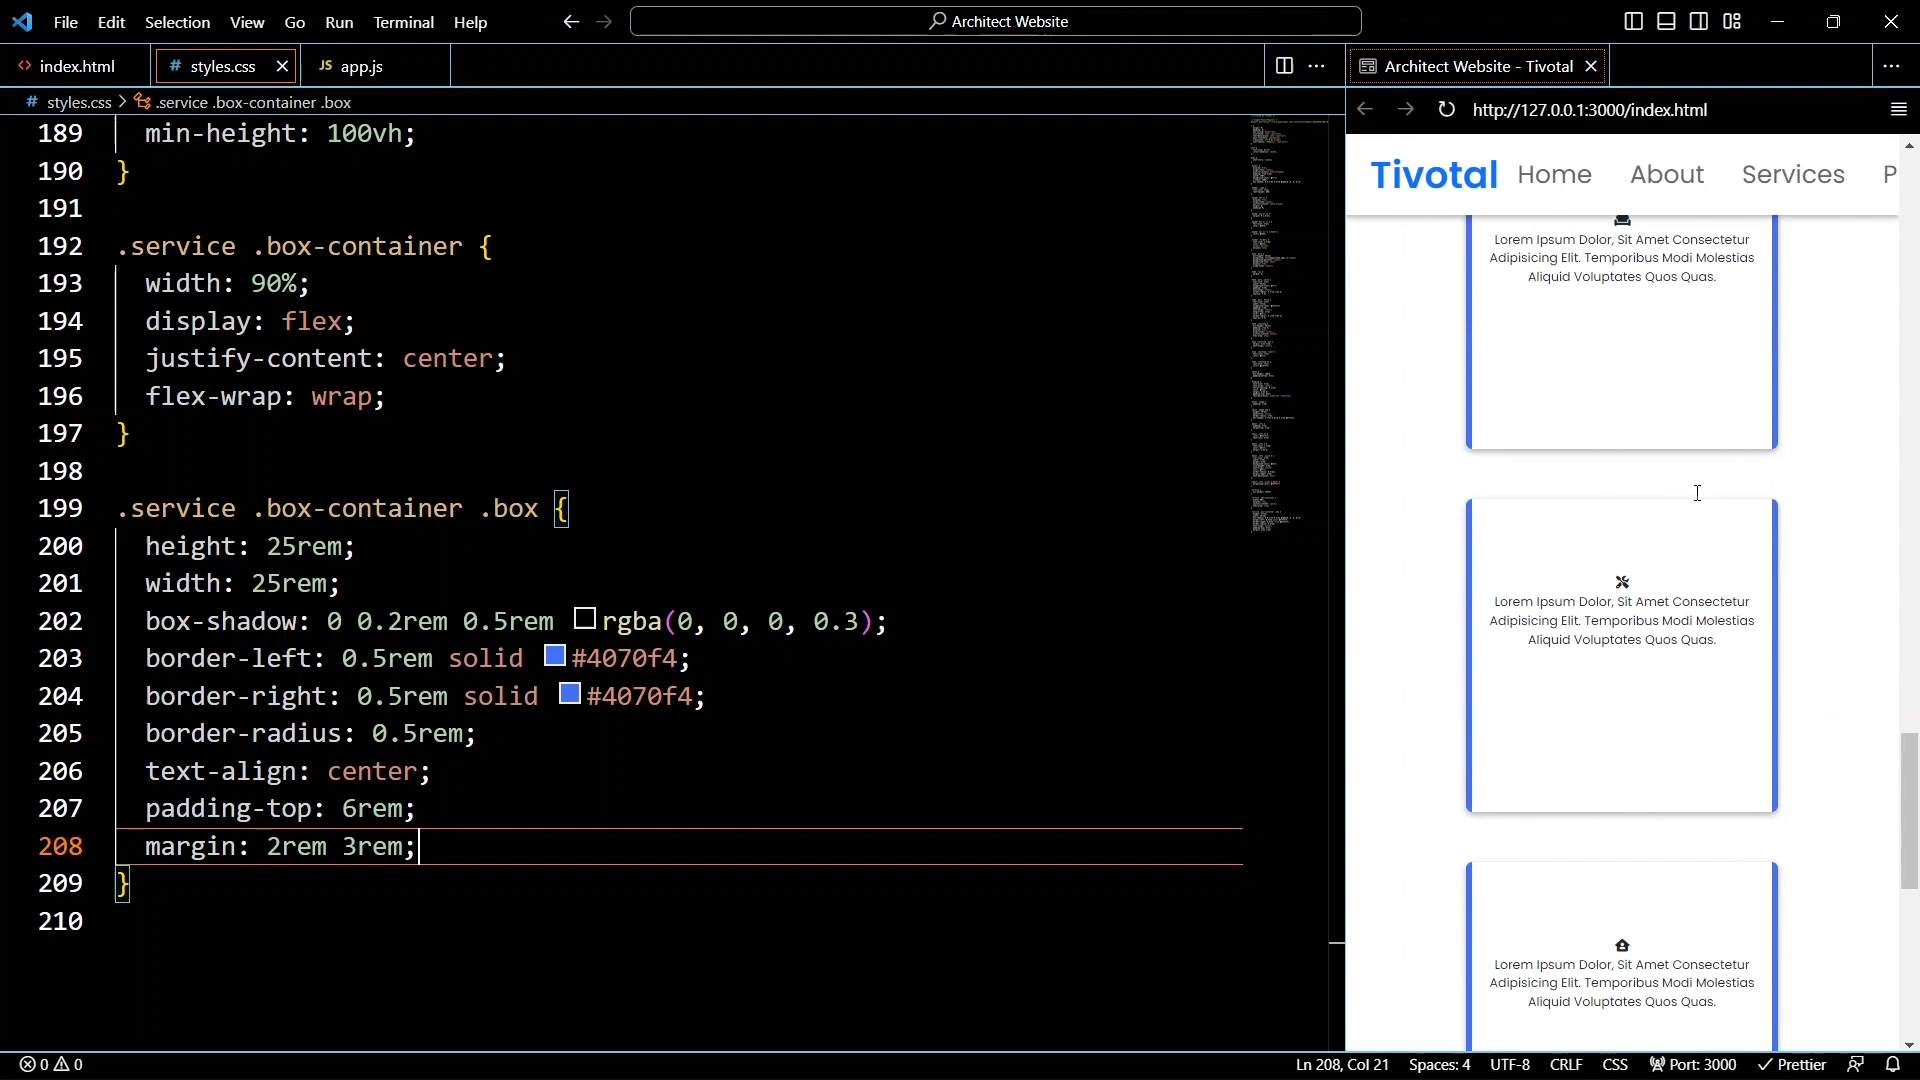 File Edit Selection View Go Run Terminal Help
Architect Website
index.html
styles.css
app.js
Architect Website - Tivotal
styles.css > .service .box-container .box
http://127.0.0.1:3000/index.html
189 min-height: 100vh;
190 }
191
192 .service .box-container {
193 width: 90%;
194 display: flex;
195 justify-content: center;
196 flex-wrap: wrap;
197 }
198
199 .service .box-container .box {
200 height: 25rem;
201 width: 25rem;
202 box-shadow: 0 0.2rem 0.5rem rgba(0, 0, 0, 0.3);
203 border-left: 0.5rem solid #4070f4;
204 border-right: 0.5rem solid #4070f4;
205 border-radius: 0.5rem;
206 text-align: center;
207 padding-top: 6rem;
208 margin: 2rem 3rem;
209 }
210
Tivotal Home About Services P
Lorem Ipsum Dolor, Sit Amet Consectetur
Adipisicing Elit. Temporibus Modi Molestias
Aliquid Voluptates Quos Quas.
Lorem Ipsum Dolor, Sit Amet Consectetur
Adipisicing Elit. Temporibus Modi Molestias
Aliquid Voluptates Quos Quas.
Lorem Ipsum Dolor, Sit Amet Consectetur
Adipisicing Elit. Temporibus Modi Molestias
Aliquid Voluptates Quos Quas.
0 0
Ln 208, Col 21 Spaces: 4 UTF-8 CRLF CSS Port: 3000 Prettier